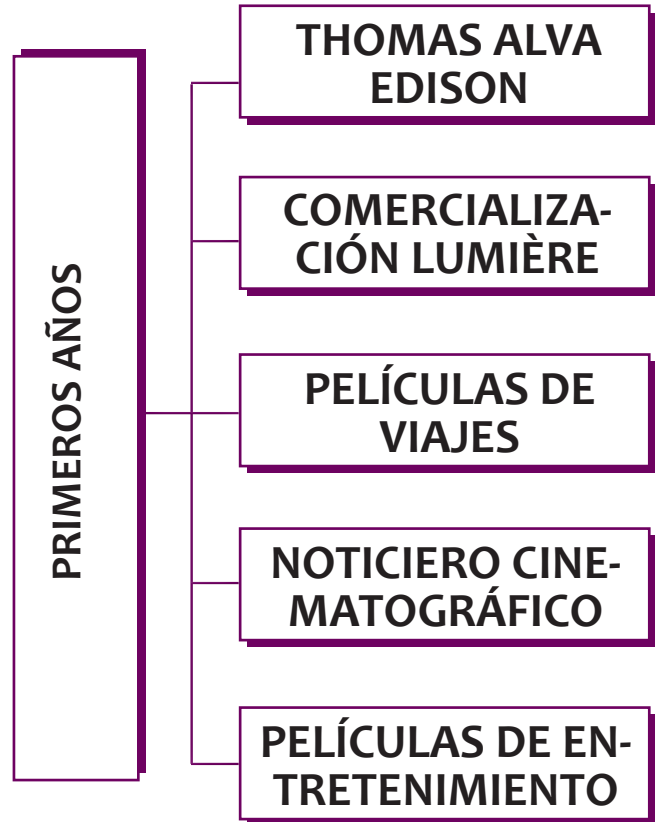 PRIMEROS AÑOS
THOMAS ALVA
EDISON
COMERCIALIZA-
CIÓN LUMIÈRE
PELÍCULAS DE
VIAJES
NOTICIERO CINE-
MATOGRÁFICO
PELÍCULAS DE EN-
TRETENIMIENTO